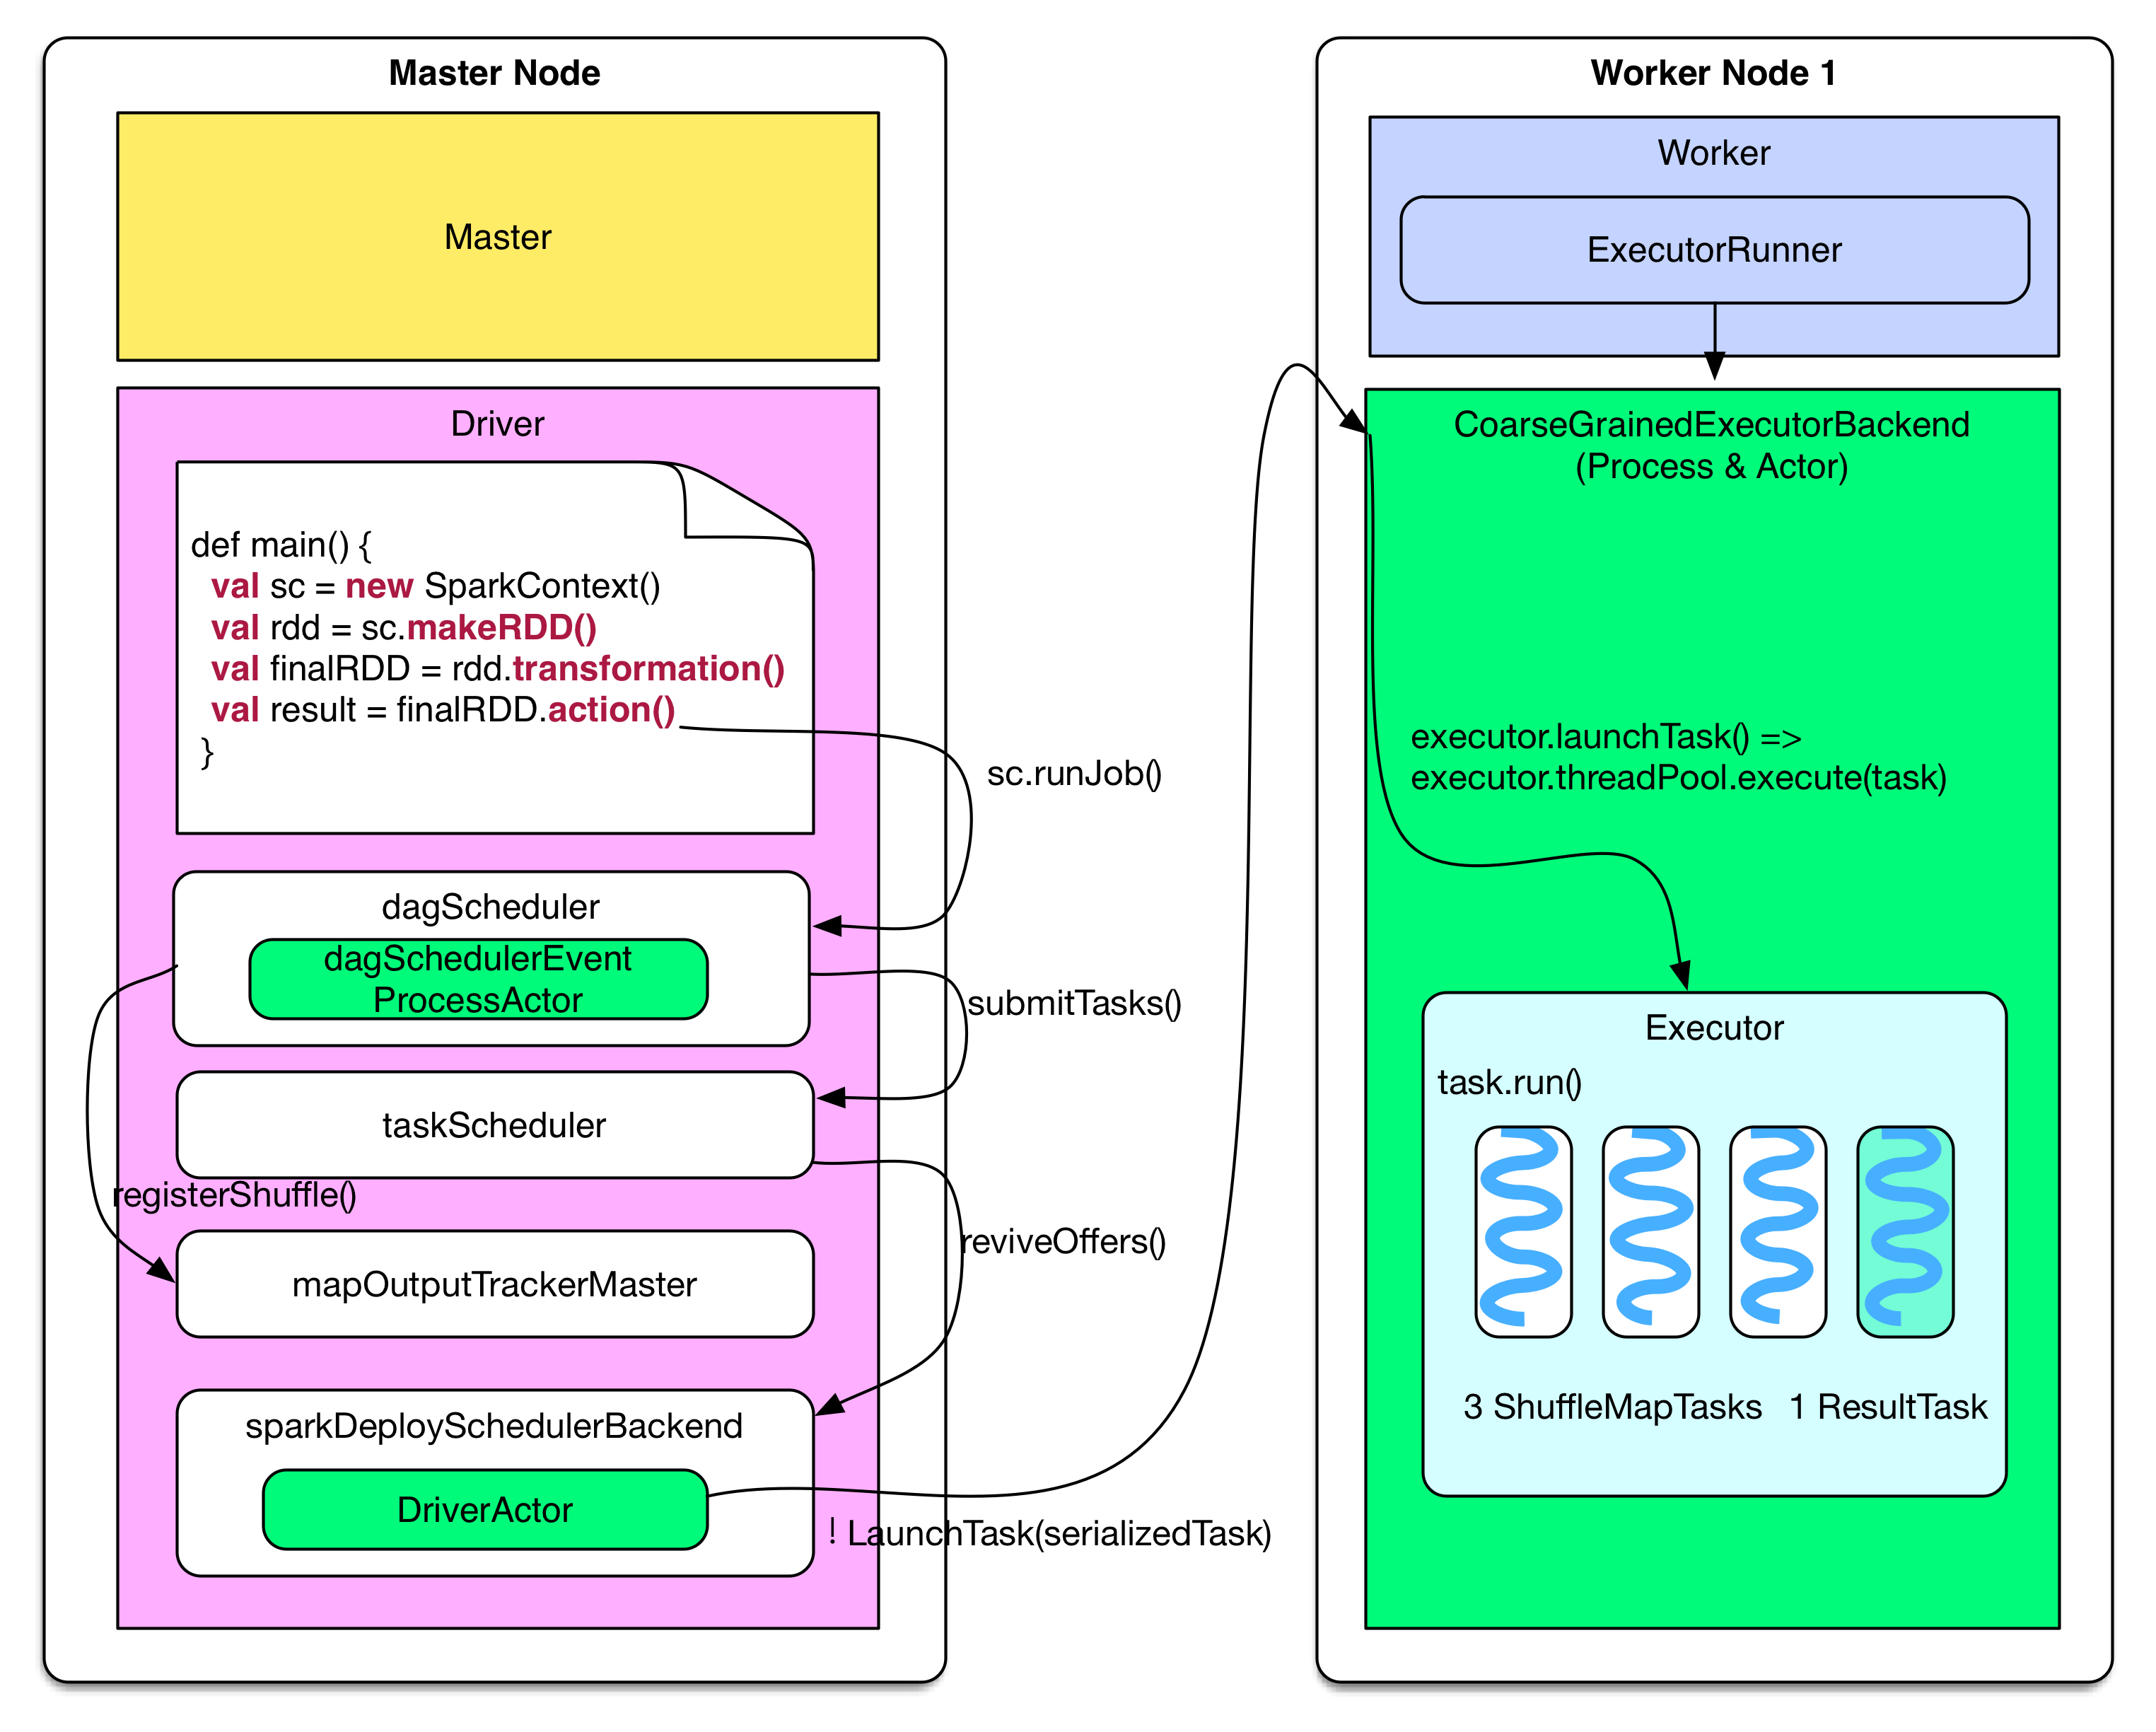 Master Node
Master
Driver
def main() {
val sc = new SparkContext()
val rdd = sc.makeRDD()
val finalRDD = rdd.transformation()
val result = finalRDD.action()
}
sc.runJob()
dagScheduler
dagSchedulerEvent
ProcessActor
submitTasks()
taskScheduler
registerShuffle()
reviveOffers()
mapOutputTrackerMaster
sparkDeploySchedulerBackend
DriverActor
! LaunchTask(serializedTask)
Worker Node 1
Worker
ExecutorRunner
CoarseGrainedExecutorBackend
(Process & Actor)
executor.launchTask() =>
executor.threadPool.execute(task)
Executor
task.run()
3 ShuffleMapTasks 1 ResultTask